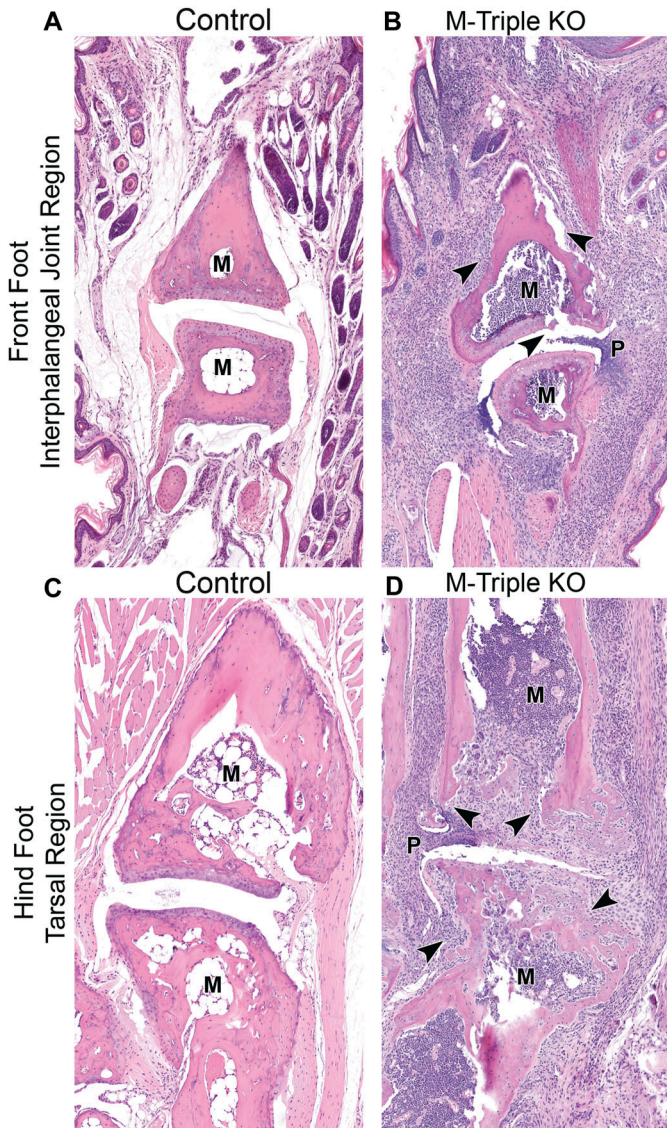 A
Control
B
M-Triple KO
Front Foot
Interphalangeal Joint Region
M
M
M
P
M
C
Control
D
M-Triple KO
Hind Foot
Tarsal Region
M
M
M
P
M